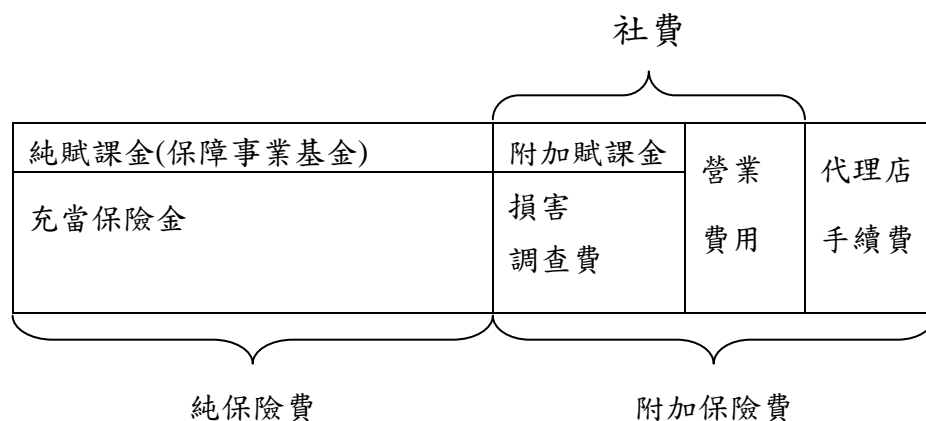 社費
純賦課金(保障事業基金)
充當保險金
附加賦課金
損害
調查費
營業
費用
代理店
手續費
純保險費
附加保險費